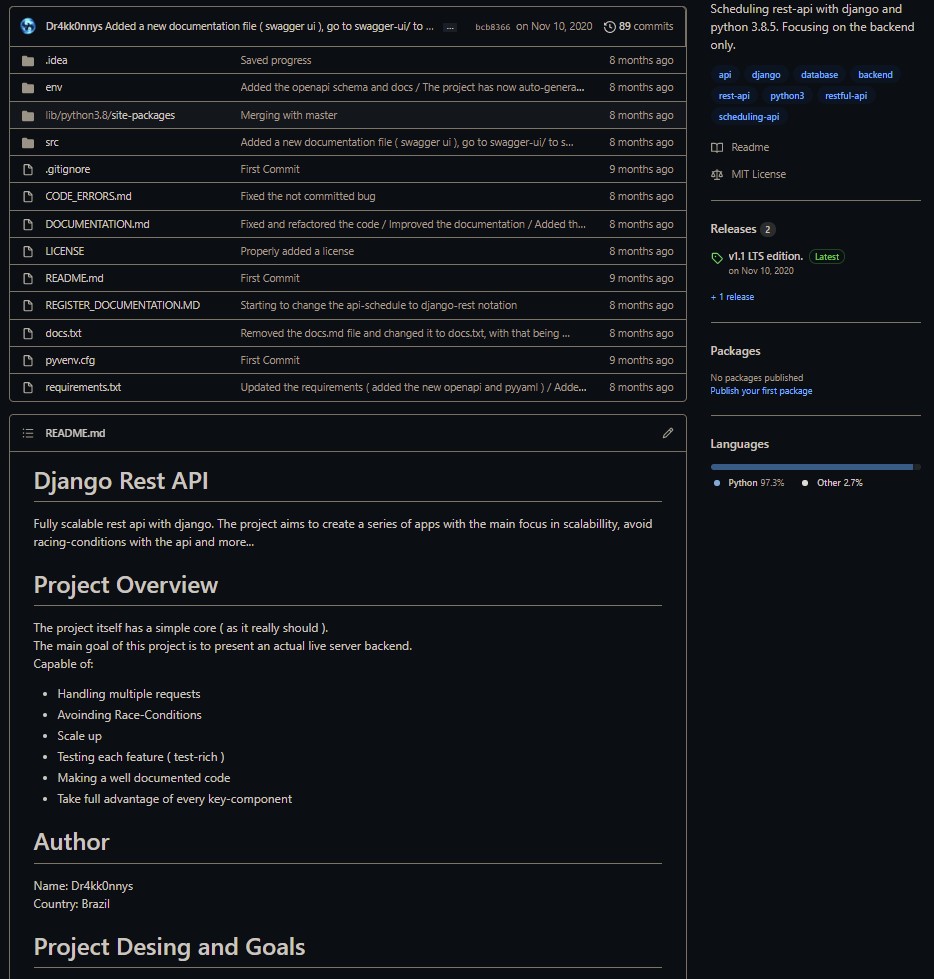 Dr4kk0nnys Added a new documentation file ( swagger ui ), go to swagger-ui/ to ... ... bcb8366 on Nov 10, 2020 89 commits
.idea Saved progress 8 months ago
env Added the openapi schema and docs / The project has now auto-genera... 8 months ago
lib/python3.8/site-packages Merging with master 8 months ago
src Added a new documentation file ( swagger ui ), go to swagger-ui/ to s... 8 months ago
.gitignore First Commit 9 months ago
CODE_ERRORS.md Fixed the not committed bug 8 months ago
DOCUMENTATION.md Fixed and refactored the code / Improved the documentation / Added th... 8 months ago
LICENSE Properly added a license 8 months ago
README.md First Commit 9 months ago
REGISTER_DOCUMENTATION.MD Starting to change the api-schedule to django-rest notation 8 months ago
docs.txt Removed the docs.md file and changed it to docs.txt, with that being ... 8 months ago
pyvenv.cfg First Commit 9 months ago
requirements.txt Updated the requirements ( added the new openapi and pyyaml ) / Adde... 8 months ago
README.md
Django Rest API
Fully scalable rest api with django. The project aims to create a series of apps with the main focus in scalabillity, avoid
racing-conditions with the api and more...
Project Overview
The project itself has a simple core ( as it really should ).
The main goal of this project is to present an actual live server backend.
Capable of:
Handling multiple requests
Avoinding Race-Conditions
Scale up
Testing each feature ( test-rich )
Making a well documented code
Take full advantage of every key-component
Author
Name: Dr4kk0nnys
Country: Brazil
Project Desing and Goals
Scheduling rest-api with django and
python 3.8.5. Focusing on the backend
only.
api django database backend
rest-api python3 restful-api
scheduling-api
Readme
MIT License
Releases 2
v1.1 LTS edition. Latest
on Nov 10, 2020
+ 1 release
Packages
No packages published
Publish your first package
Languages
Python 97.3% Other 2.7%